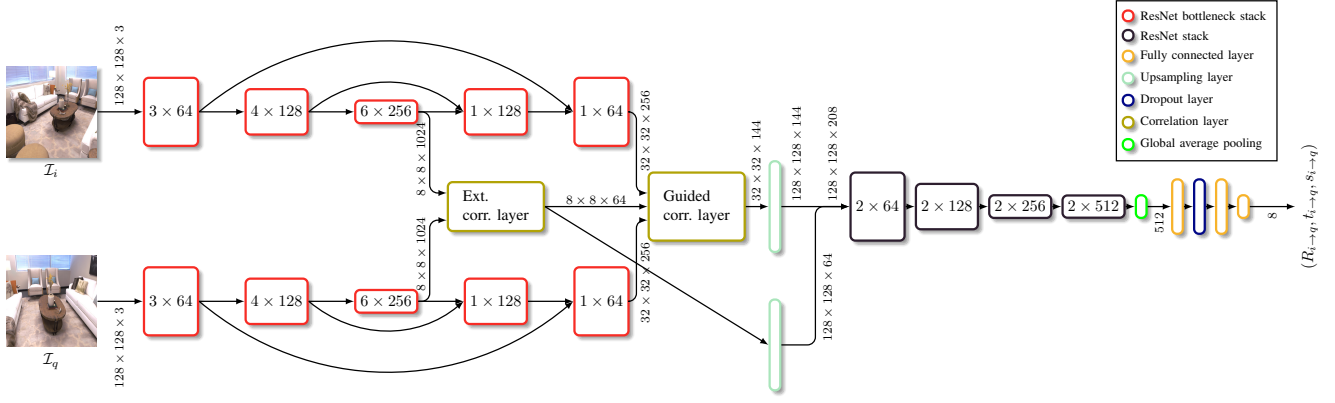 ResNet bottleneck stack
ResNet stack
Fully connected layer
Upsampling layer
Dropout layer
Correlation layer
Global average pooling
128 × 128 × 3
3 × 64
4 × 128
6 × 256
1 × 128
1 × 64
ℐᵢ
8 × 8 × 1024
32 × 32 × 256
Ext.
corr. layer
8 × 8 × 64
Guided
corr. layer
32 × 32 × 144
128 × 128 × 144
128 × 128 × 208
2 × 64
2 × 128
2 × 256
2 × 512
512
8
(R_{i→q}, t_{i→q}, s_{i→q})
8 × 8 × 1024
32 × 32 × 256
128 × 128 × 64
3 × 64
4 × 128
6 × 256
1 × 128
1 × 64
ℐ_q
128 × 128 × 3